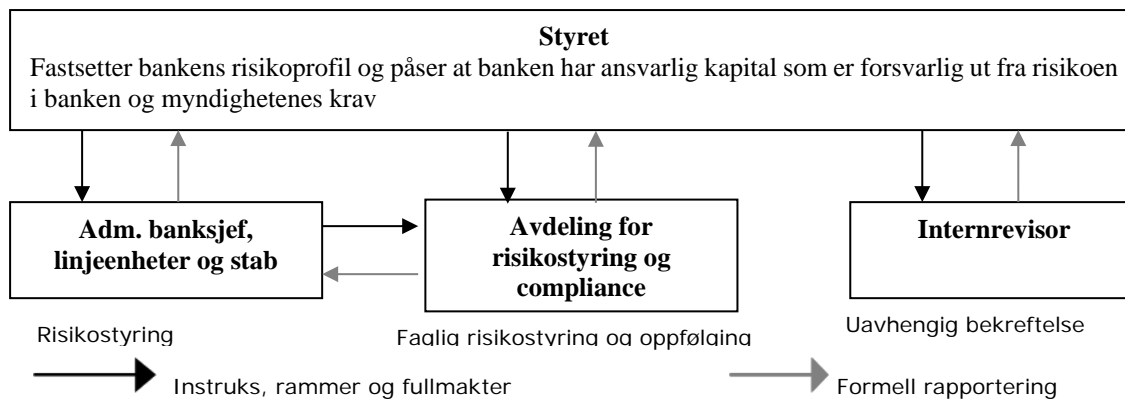 Styret
Fastsetter bankens risikoprofil og påser at banken har ansvarlig kapital som er forsvarlig ut fra risikoen
i banken og myndighetenes krav
Adm. banksjef,
linjeenheter og stab
Avdeling for
risikostyring og
compliance
Internrevisor
Risikostyring
Faglig risikostyring og oppfølging
Uavhengig bekreftelse
Instruks, rammer og fullmakter
Formell rapportering